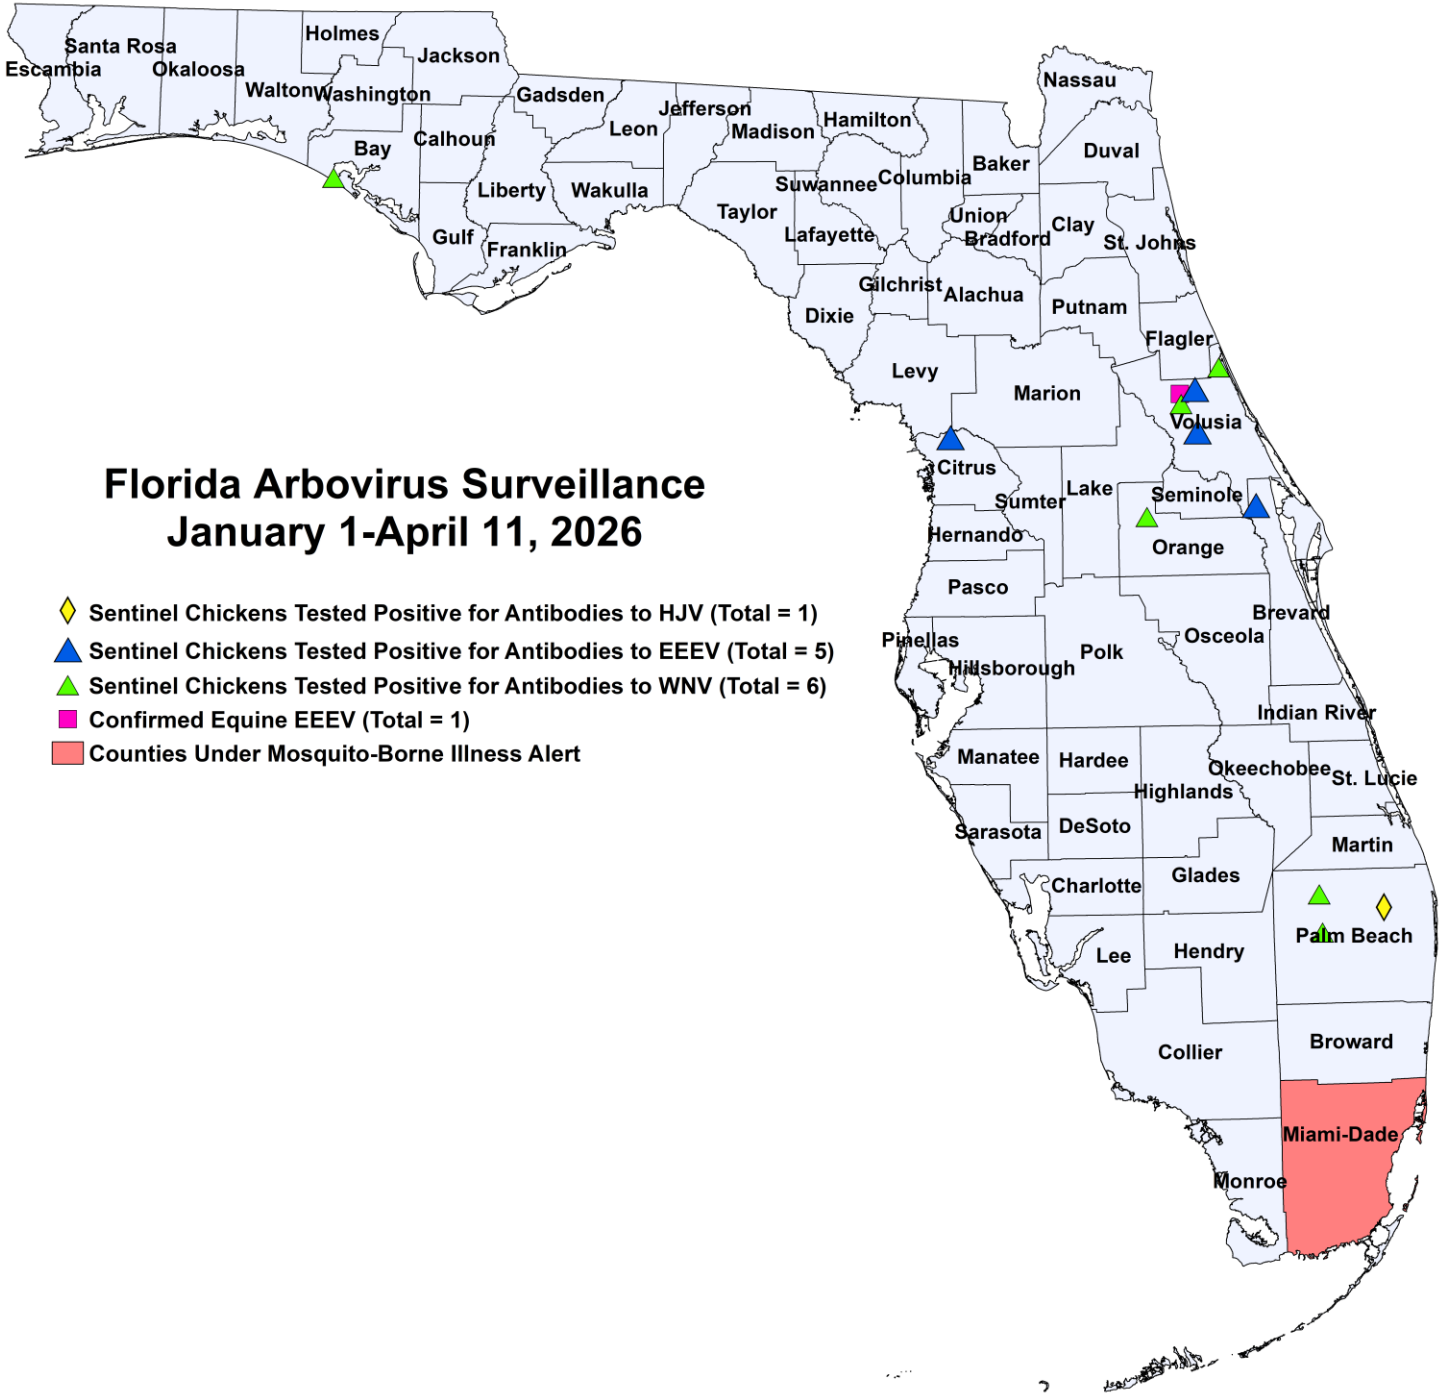 Holmes
Jackson
Santa Rosa
Escambia
Okaloosa
Walton
Washington
Gadsden
Nassau
Jefferson
Leon
Madison
Hamilton
Calhoun
Bay
Duval
Baker
Liberty
Wakulla
Suwannee
Columbia
Taylor
Union
Clay
Gulf
Franklin
Lafayette
Bradford
St. Johns
Gilchrist
Alachua
Putnam
Dixie
Flagler
Levy
Marion
Volusia
Citrus
Florida Arbovirus Surveillance
January 1-April 11, 2026
Lake
Seminole
Sumter
Hernando
Orange
Pasco
Sentinel Chickens Tested Positive for Antibodies to HJV (Total = 1)
Sentinel Chickens Tested Positive for Antibodies to EEEV (Total = 5)
Sentinel Chickens Tested Positive for Antibodies to WNV (Total = 6)
Confirmed Equine EEEV (Total = 1)
Counties Under Mosquito-Borne Illness Alert
Brevard
Pinellas
Osceola
Polk
Hillsborough
Indian River
Manatee
Hardee
Okeechobee
St. Lucie
Highlands
Sarasota
DeSoto
Martin
Charlotte
Glades
Palm Beach
Lee
Hendry
Broward
Collier
Miami-Dade
Monroe